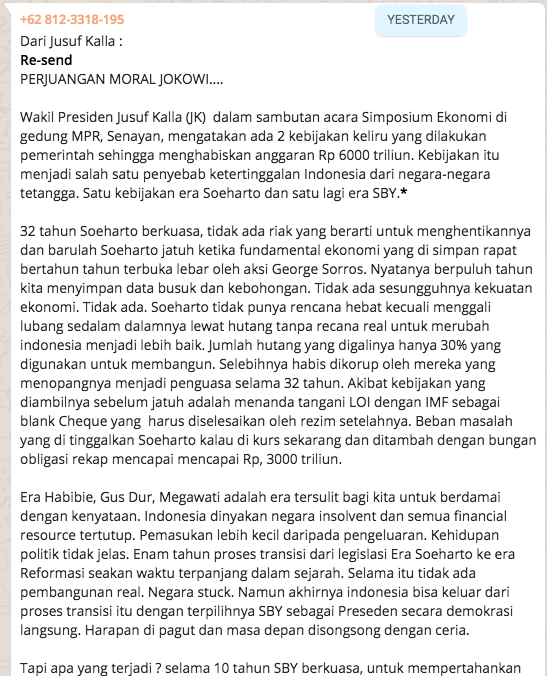 +62 812-3318-195
YESTERDAY
Dari Jusuf Kalla :
Re-send
PERJUANGAN MORAL JOKOWI....
Wakil Presiden Jusuf Kalla (JK)  dalam sambutan acara Simposium Ekonomi di
gedung MPR, Senayan, mengatakan ada 2 kebijakan keliru yang dilakukan
pemerintah sehingga menghabiskan anggaran Rp 6000 triliun. Kebijakan itu
menjadi salah satu penyebab ketertinggalan Indonesia dari negara-negara
tetangga. Satu kebijakan era Soeharto dan satu lagi era SBY.*
32 tahun Soeharto berkuasa, tidak ada riak yang berarti untuk menghentikannya
dan barulah Soeharto jatuh ketika fundamental ekonomi yang di simpan rapat
bertahun tahun terbuka lebar oleh aksi George Sorros. Nyatanya berpuluh tahun
kita menyimpan data busuk dan kebohongan. Tidak ada sesungguhnya kekuatan
ekonomi. Tidak ada. Soeharto tidak punya rencana hebat kecuali menggali
lubang sedalam dalamnya lewat hutang tanpa recana real untuk merubah
indonesia menjadi lebih baik. Jumlah hutang yang digalinya hanya 30% yang
digunakan untuk membangun. Selebihnya habis dikorup oleh mereka yang
menopangnya menjadi penguasa selama 32 tahun. Akibat kebijakan yang
diambilnya sebelum jatuh adalah menanda tangani LOI dengan IMF sebagai
blank Cheque yang  harus diselesaikan oleh rezim setelahnya. Beban masalah
yang di tinggalkan Soeharto kalau di kurs sekarang dan ditambah dengan bungan
obligasi rekap mencapai mencapai Rp, 3000 triliun.
Era Habibie, Gus Dur, Megawati adalah era tersulit bagi kita untuk berdamai
dengan kenyataan. Indonesia dinyakan negara insolvent dan semua financial
resource tertutup. Pemasukan lebih kecil daripada pengeluaran. Kehidupan
politik tidak jelas. Enam tahun proses transisi dari legislasi Era Soeharto ke era
Reformasi seakan waktu terpanjang dalam sejarah. Selama itu tidak ada
pembangunan real. Negara stuck. Namun akhirnya indonesia bisa keluar dari
proses transisi itu dengan terpilihnya SBY sebagai Preseden secara demokrasi
langsung. Harapan di pagut dan masa depan disongsong dengan ceria.
Tapi apa yang terjadi ? selama 10 tahun SBY berkuasa, untuk mempertahankan